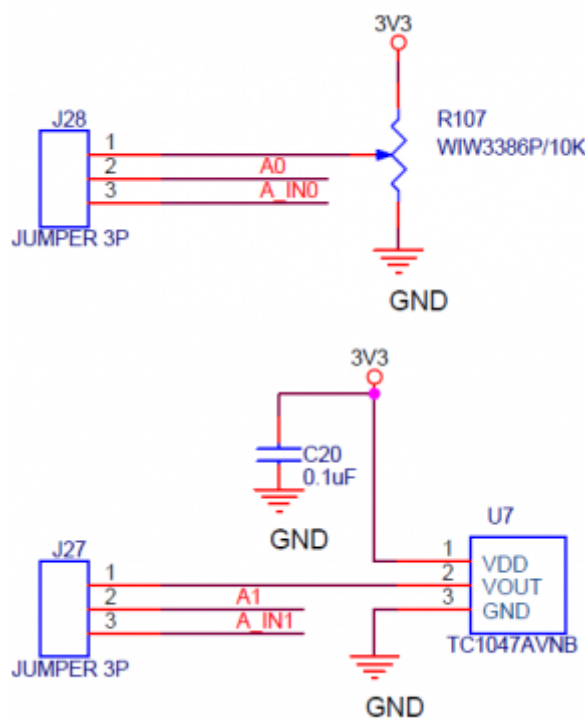 3V3
J28
1
2
3
A0
A_IN0
JUMPER 3P
R107
WIW3386P/10K
GND
3V3
C20
0.1uF
GND
J27
1
2
3
A1
A_IN1
JUMPER 3P
U7
1
2
3
VDD
VOUT
GND
TC1047AVNB
GND